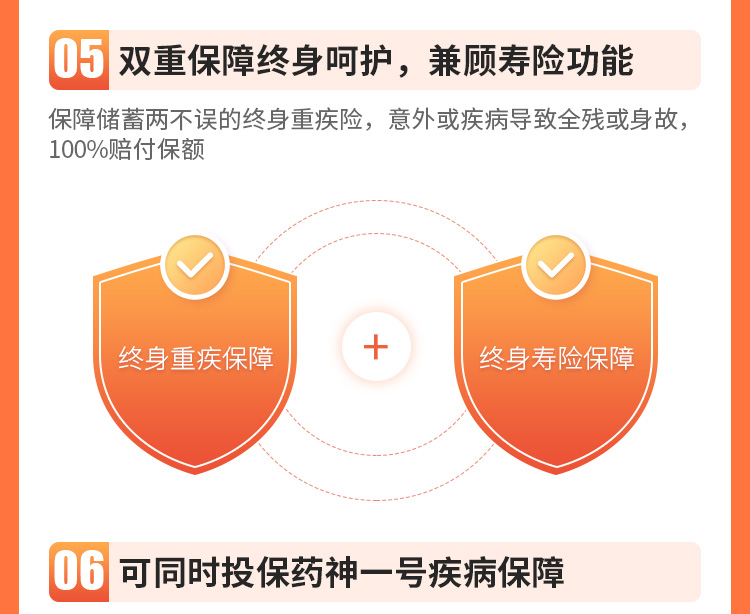 05 双重保障终身呵护，兼顾寿险功能
保障储蓄两不误的终身重疾险，意外或疾病导致全残或身故，
100%赔付保额
终身重疾保障
+
终身寿险保障
06 可同时投保药神一号疾病保障